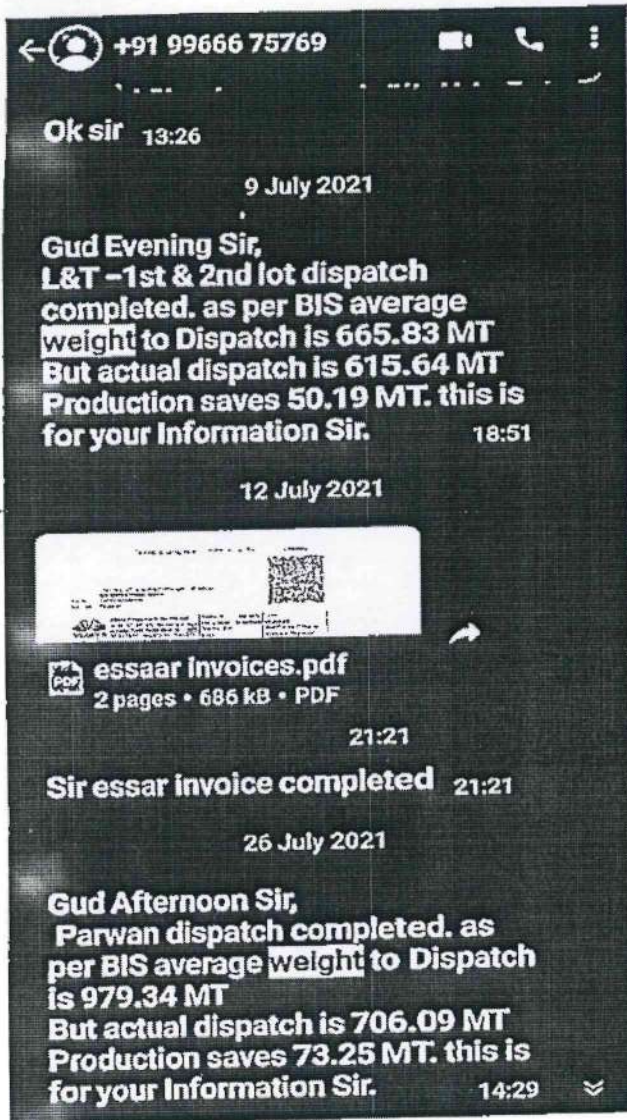 +91 99666 75769
Ok sir 13:26
9 July 2021
Gud Evening Sir,
L&T -1st & 2nd lot dispatch
completed. as per BIS average
weight to Dispatch is 665.83 MT
But actual dispatch is 615.64 MT
Production saves 50.19 MT. this is
for your Information Sir. 18:51
12 July 2021
PDF essaar invoices.pdf
2 pages • 686 kB • PDF
21:21
Sir essar invoice completed 21:21
26 July 2021
Gud Afternoon Sir,
Parwan dispatch completed. as
per BIS average weight to Dispatch
is 979.34 MT
But actual dispatch is 706.09 MT
Production saves 73.25 MT. this is
for your Information Sir. 14:29